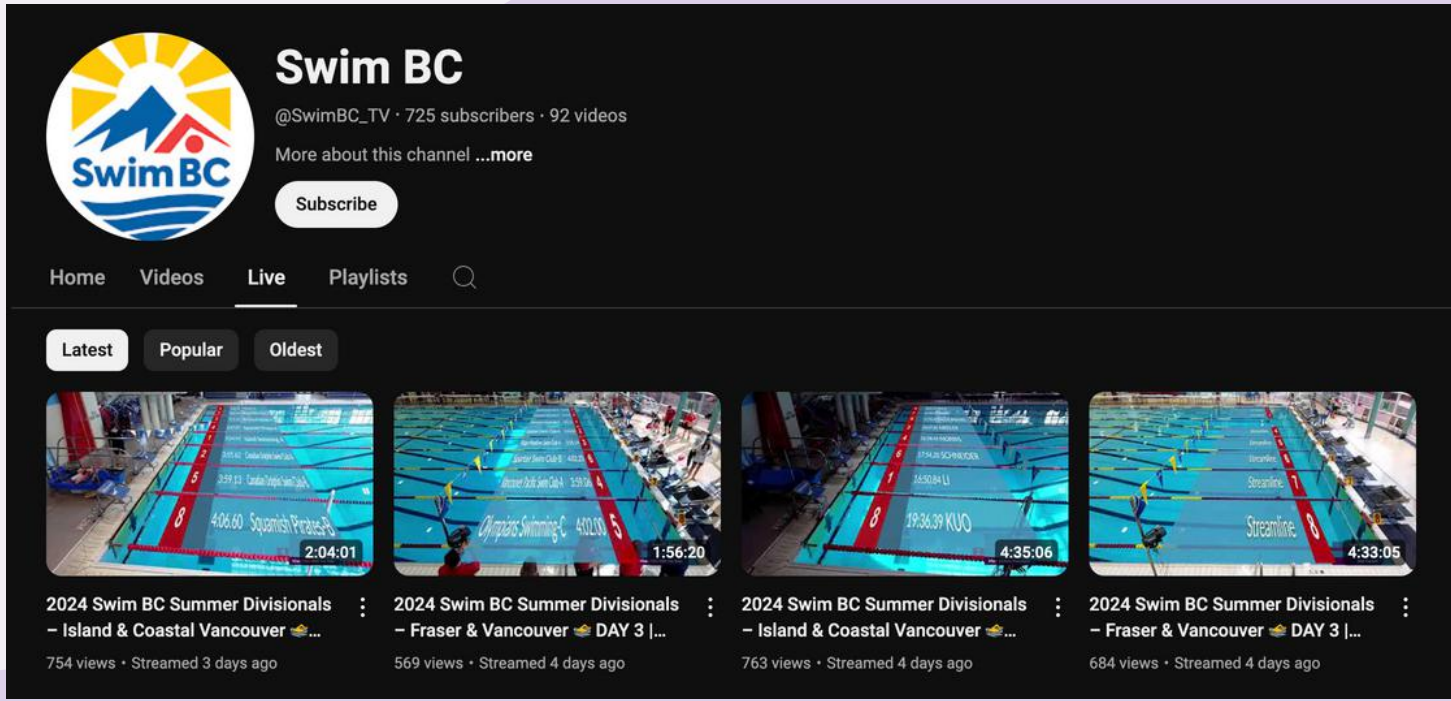 Swim BC
Swim BC
@SwimBC_TV · 725 subscribers · 92 videos
More about this channel ...more
Subscribe
Home Videos Live Playlists
Latest Popular Oldest
2
5 3:59.13 Canadian Dolphin Swim Club-A
8 4:06.60 Squamish Pirates-B
2:04:01
Olympians Swimming-C 4:02.00 5
1:56:20
6 17:54.20 SCHNEIDER
1 16:50.84 LI
8 19:36.39 KUO
4:35:06
Streamline 7
Streamline 8
4:33:05
2024 Swim BC Summer Divisionals
– Island & Coastal Vancouver 🏊...
754 views • Streamed 3 days ago
2024 Swim BC Summer Divisionals
– Fraser & Vancouver 🏊 DAY 3 |...
569 views • Streamed 4 days ago
2024 Swim BC Summer Divisionals
– Island & Coastal Vancouver 🏊...
763 views • Streamed 4 days ago
2024 Swim BC Summer Divisionals
– Fraser & Vancouver 🏊 DAY 3 |...
684 views • Streamed 4 days ago